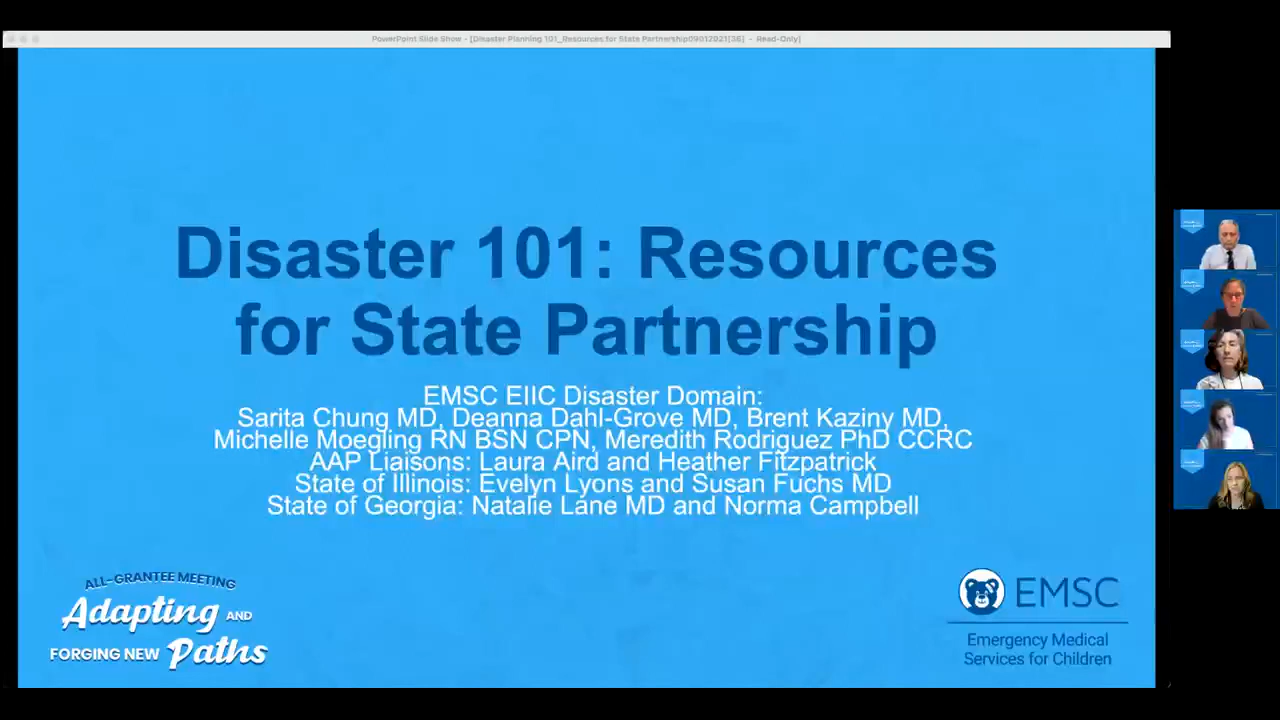 PowerPoint Slide Show - [Disaster Planning 101_Resources for State Partnership09012021[36] - Read-Only]
Disaster 101: Resources
for State Partnership
EMSC EIIC Disaster Domain:
Sarita Chung MD, Deanna Dahl-Grove MD, Brent Kaziny MD,
Michelle Moegling RN BSN CPN, Meredith Rodriguez PhD CCRC
AAP Liaisons: Laura Aird and Heather Fitzpatrick
State of Illinois: Evelyn Lyons and Susan Fuchs MD
State of Georgia: Natalie Lane MD and Norma Campbell
ALL-GRANTEE MEETING
Adapting AND
FORGING NEW Paths
EMSC
Emergency Medical
Services for Children